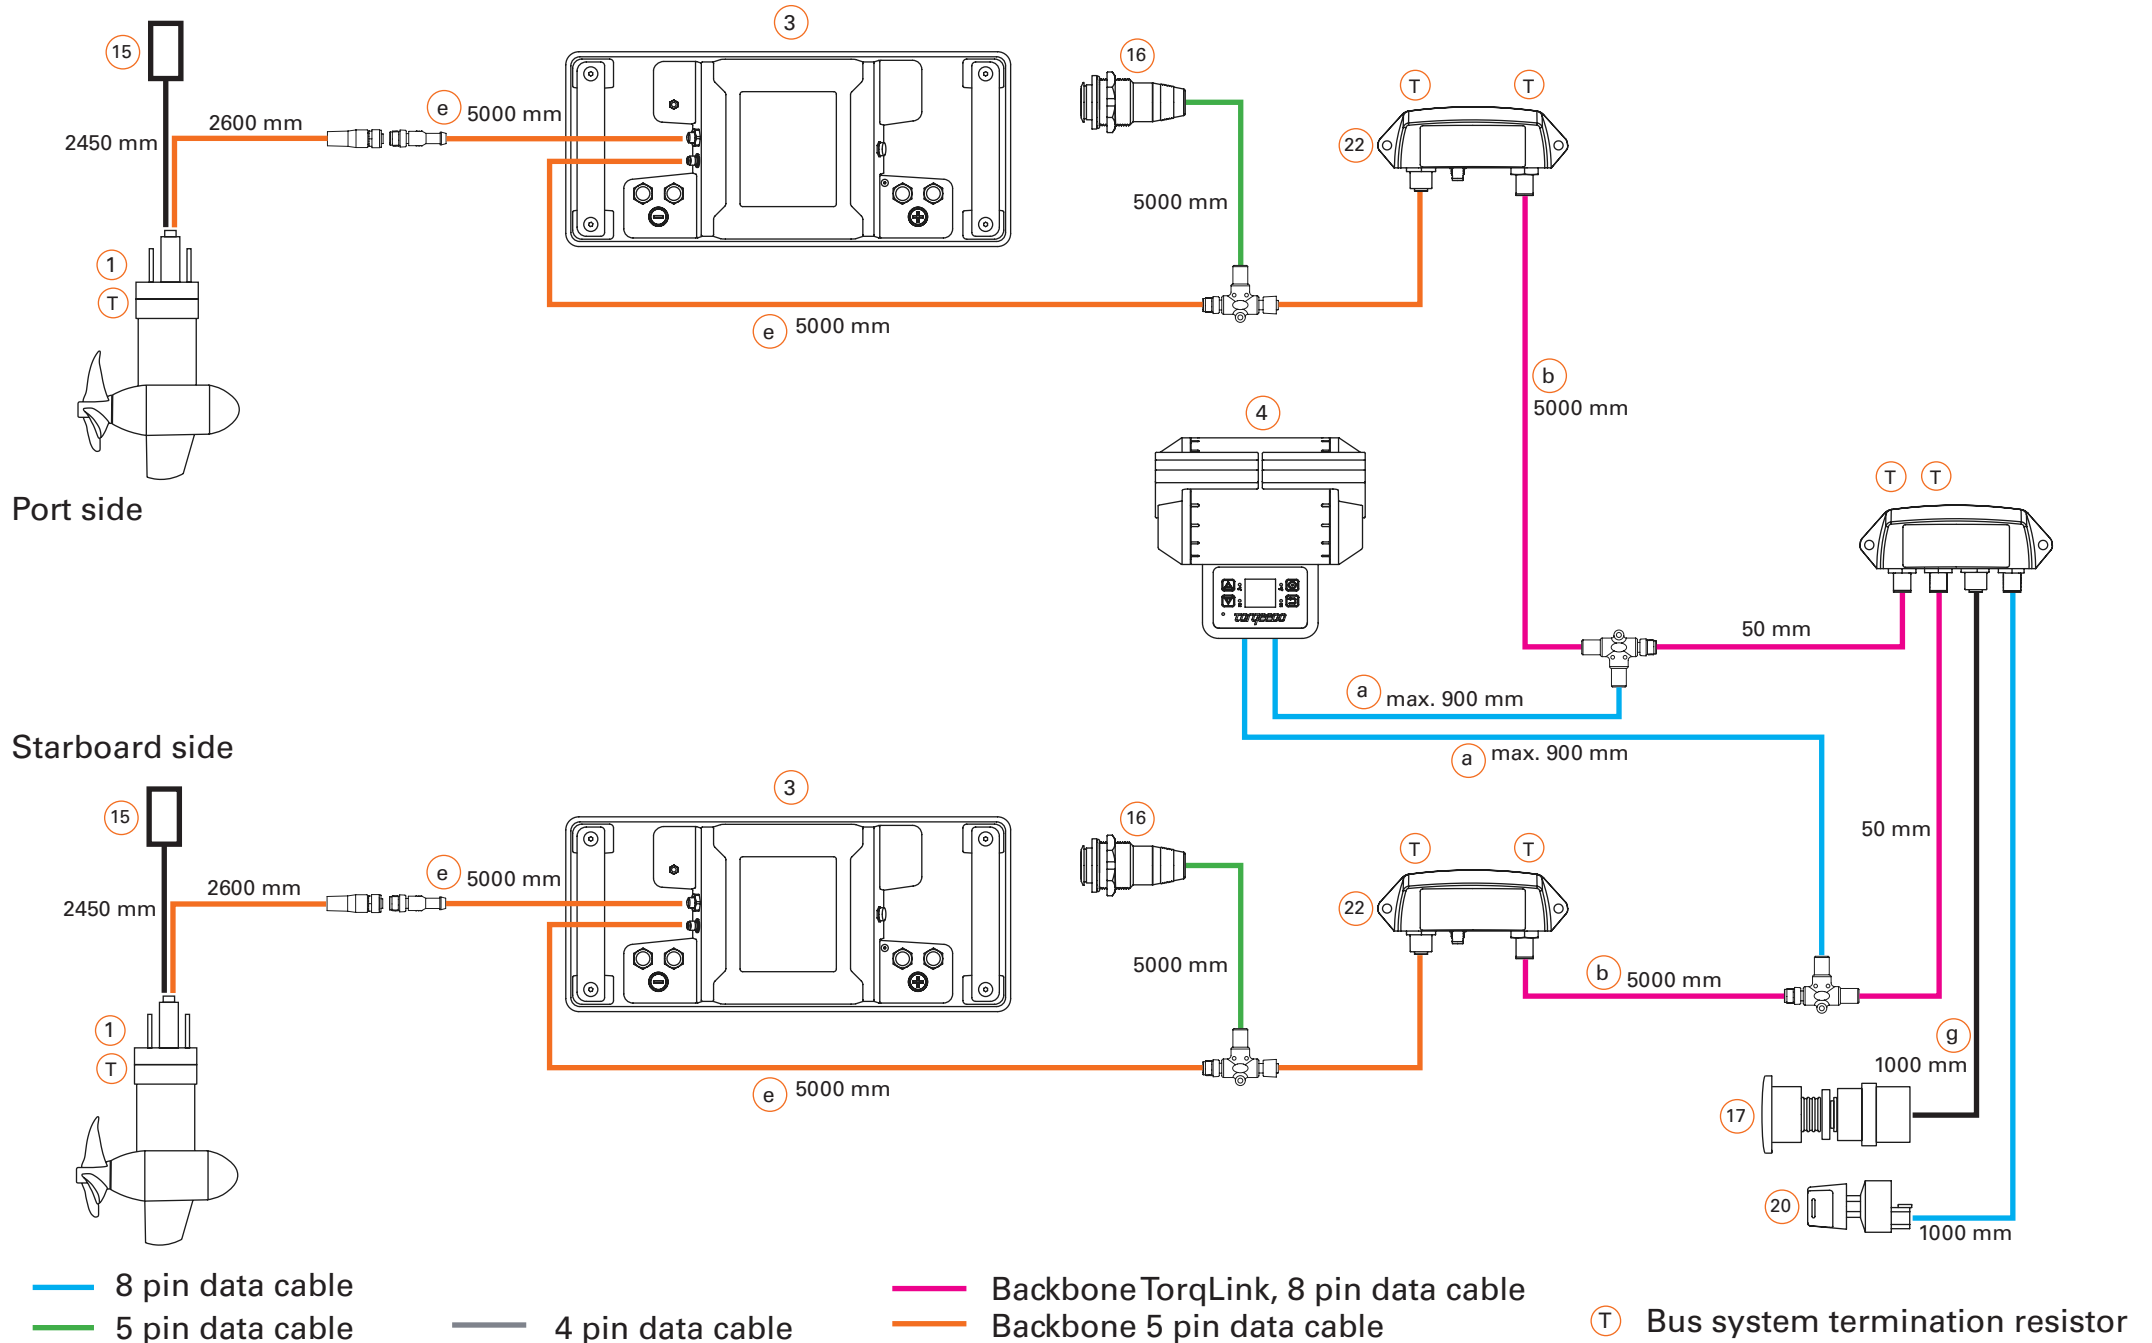 3
15
16
T T
e 5000 mm
2600 mm
2450 mm
22
5000 mm
1
T
e 5000 mm
b
5000 mm
4
T T
Port side
torqeedo
50 mm
a max. 900 mm
Starboard side
a max. 900 mm
3
15
16
50 mm
T T
e 5000 mm
2600 mm
2450 mm
22
5000 mm
b 5000 mm
1
T
g
1000 mm
e 5000 mm
17
20
1000 mm
8 pin data cable
Backbone TorqLink, 8 pin data cable
5 pin data cable
4 pin data cable
Backbone 5 pin data cable
T Bus system termination resistor